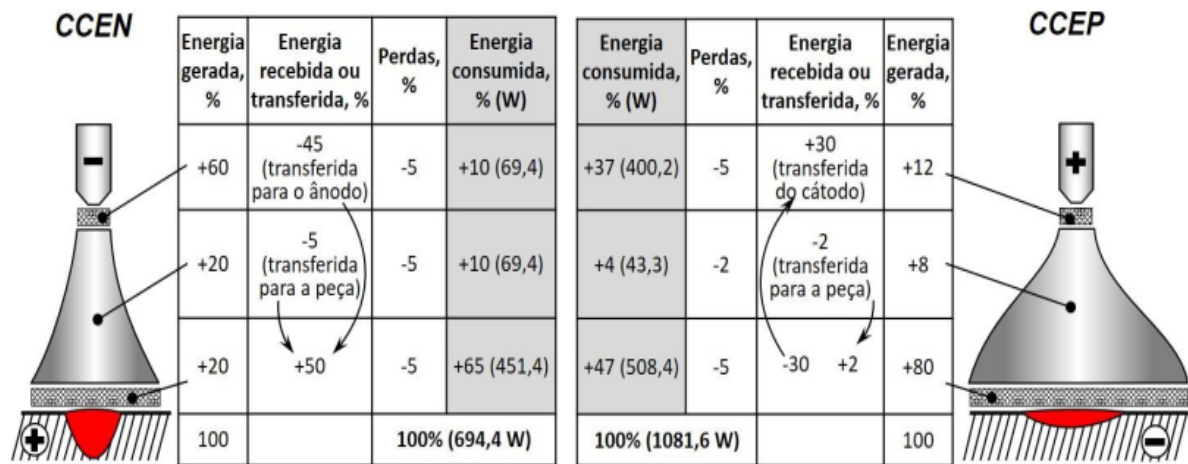 CCEN
Energia gerada, %
Energia recebida ou transferida, %
Perdas, %
Energia consumida, % (W)
+60
-45 (transferida para o ânodo)
-5
+10 (69,4)
+20
-5 (transferida para a peça)
-5
+10 (69,4)
+20
+50
-5
+65 (451,4)
100
100% (694,4 W)
CCEP
Energia consumida, % (W)
Perdas, %
Energia recebida ou transferida, %
Energia gerada, %
+37 (400,2)
-5
+30 (transferida do cátodo)
+12
+4 (43,3)
-2
-2 (transferida para a peça)
+8
+47 (508,4)
-5
-30 +2
+80
100% (1081,6 W)
100